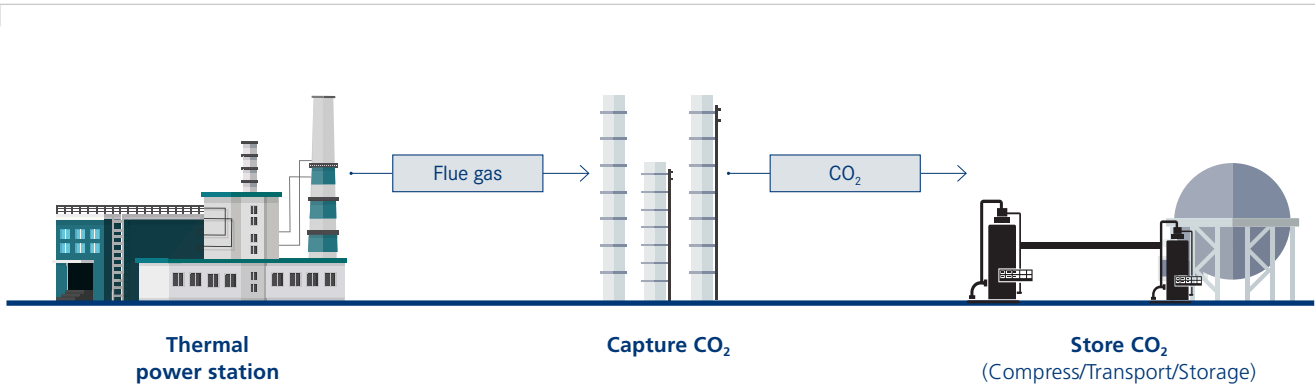 Flue gas
CO₂
Thermal
power station
Capture CO₂
Store CO₂
(Compress/Transport/Storage)